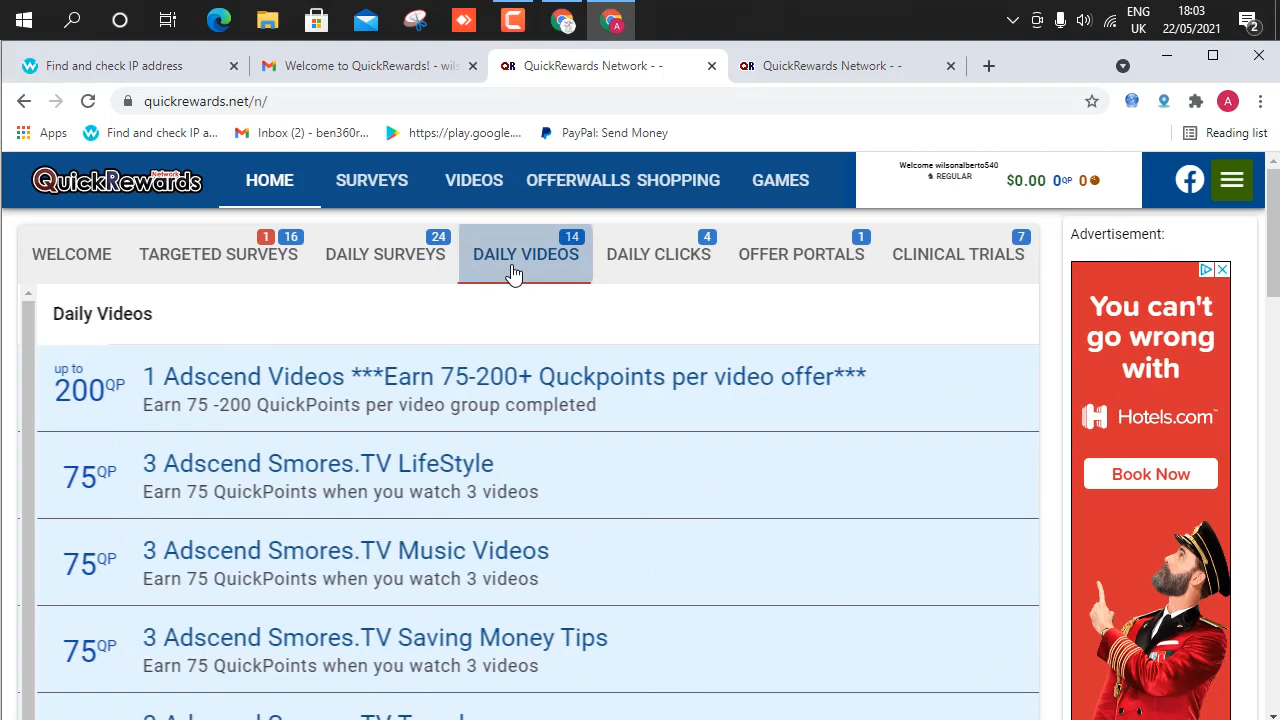 ENG
UK
18:03
22/05/2021
2
Find and check IP address
Welcome to QuickRewards! - wils
QuickRewards Network - -
QuickRewards Network - -
quickrewards.net/n/
A
Apps
Find and check IP a...
Inbox (2) - ben360r...
https://play.google....
PayPal: Send Money
Reading list
QuickRewards Network
HOME
SURVEYS
VIDEOS
OFFERWALLS
SHOPPING
GAMES
Welcome wilsonalberto540
REGULAR
$0.00 0QP 0
WELCOME
TARGETED SURVEYS 1 16
DAILY SURVEYS 24
DAILY VIDEOS 14
DAILY CLICKS 4
OFFER PORTALS 1
CLINICAL TRIALS 7
Daily Videos
up to
200QP
1 Adscend Videos ***Earn 75-200+ Quckpoints per video offer***
Earn 75 -200 QuickPoints per video group completed
75QP
3 Adscend Smores.TV LifeStyle
Earn 75 QuickPoints when you watch 3 videos
75QP
3 Adscend Smores.TV Music Videos
Earn 75 QuickPoints when you watch 3 videos
75QP
3 Adscend Smores.TV Saving Money Tips
Earn 75 QuickPoints when you watch 3 videos
Advertisement:
You can't
go wrong
with
Hotels.com
Book Now